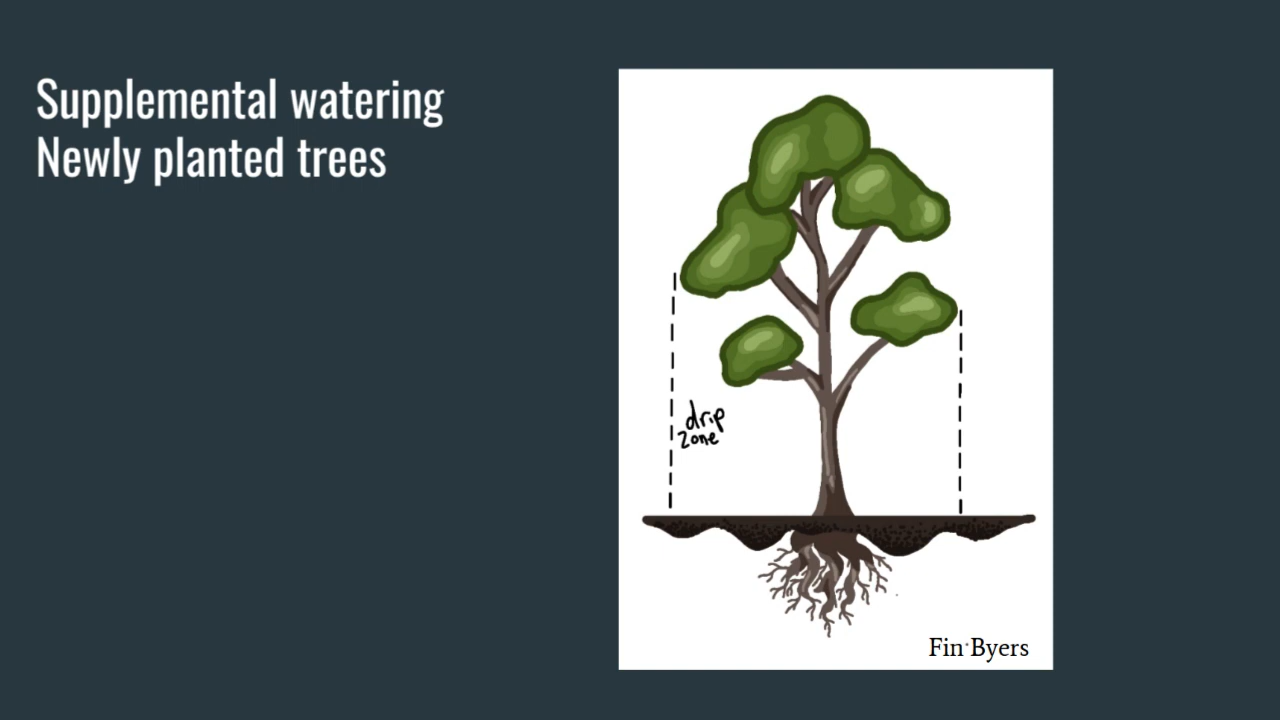 Supplemental watering
Newly planted trees
drip
zone
Fin Byers